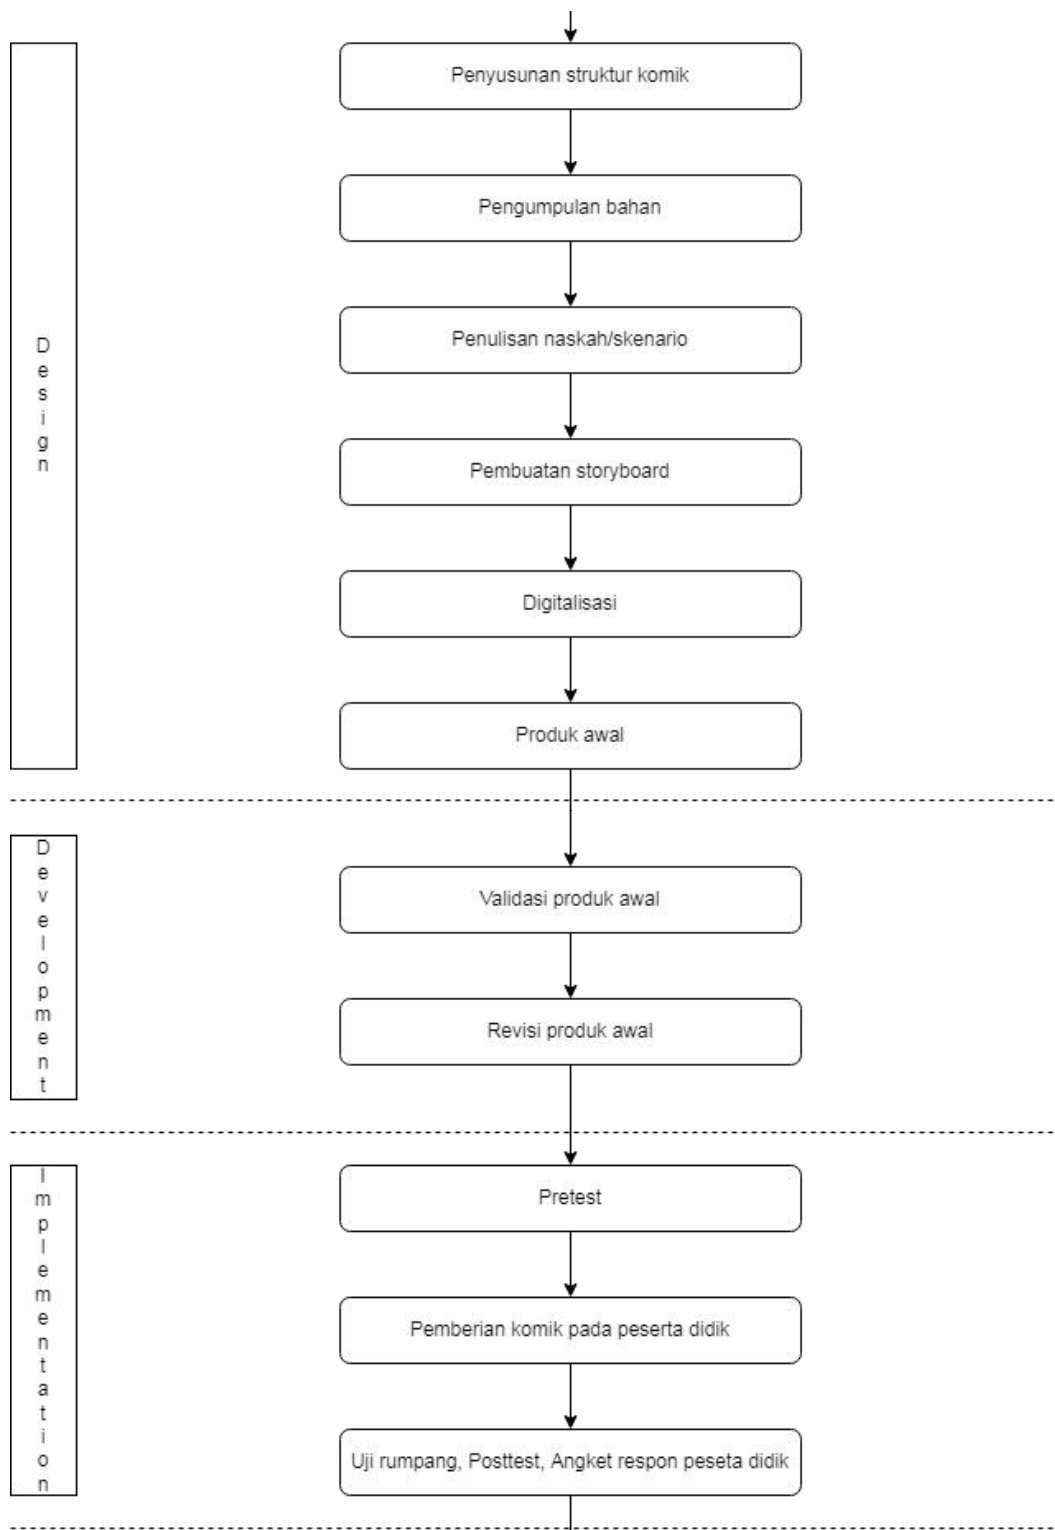 Penyusunan struktur komik
Pengumpulan bahan
Penulisan naskah/skenario
Design
Pembuatan storyboard
Digitalisasi
Produk awal
Development
Validasi produk awal
Revisi produk awal
Implementation
Pretest
Pemberian komik pada peserta didik
Uji rumpang, Posttest, Angket respon peseta didik